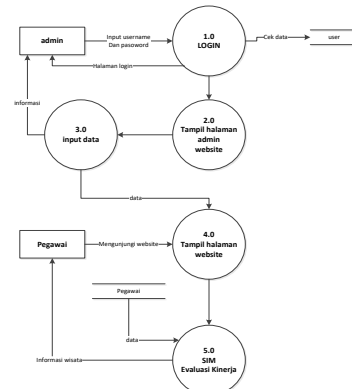 admin
Input username
Dan pasoword
1.0
LOGIN
Cek data
user
Halaman login
informasi
3.0
input data
2.0
Tampil halaman
admin
website
data
Pegawai
Mengunjungi website
4.0
Tampil halaman
website
Pegawai
data
Informasi wisata
5.0
SIM
Evaluasi Kinerja